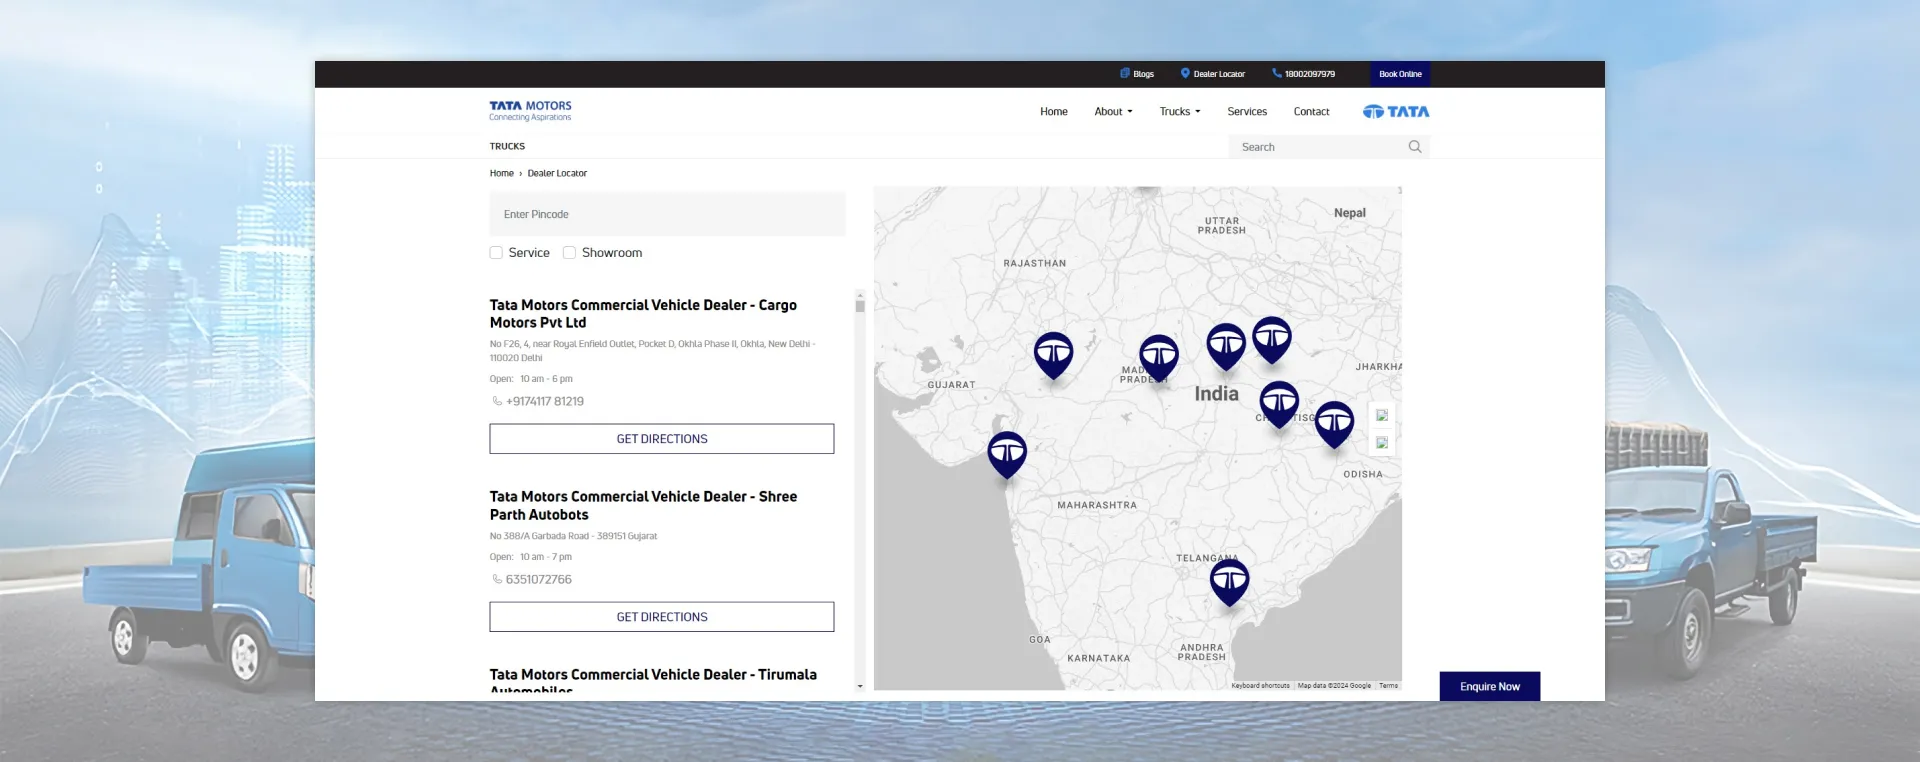 Blogs
Dealer Locator
18002097979
Book Online
TATA MOTORS
Connecting Aspirations
Home
About
Trucks
Services
Contact
TATA
TRUCKS
Search
Home › Dealer Locator
Enter Pincode
Service
Showroom
Tata Motors Commercial Vehicle Dealer - Cargo
Motors Pvt Ltd
No F26, 4, near Royal Enfield Outlet, Pocket D, Okhla Phase II, Okhla, New Delhi -
110020 Delhi
Open: 10 am - 6 pm
+9174117 81219
GET DIRECTIONS
Tata Motors Commercial Vehicle Dealer - Shree
Parth Autobots
No 388/A Garbada Road - 389151 Gujarat
Open: 10 am - 7 pm
6351072766
GET DIRECTIONS
Tata Motors Commercial Vehicle Dealer - Tirumala
Automobiles
Nepal
UTTAR
PRADESH
RAJASTHAN
JHARKHA
GUJARAT
MAD
PRADESH
India
CH TISG
ODISHA
MAHARASHTRA
TELANGANA
GOA
KARNATAKA
ANDHRA
PRADESH
Keyboard shortcuts
Map data ©2024 Google
Terms
Enquire Now